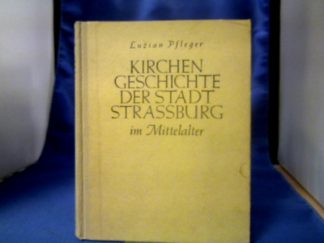 Luzian Pfleger
KIRCHEN
GESCHICHTE
DER STADT
STRASSBURG
im Mittelalter